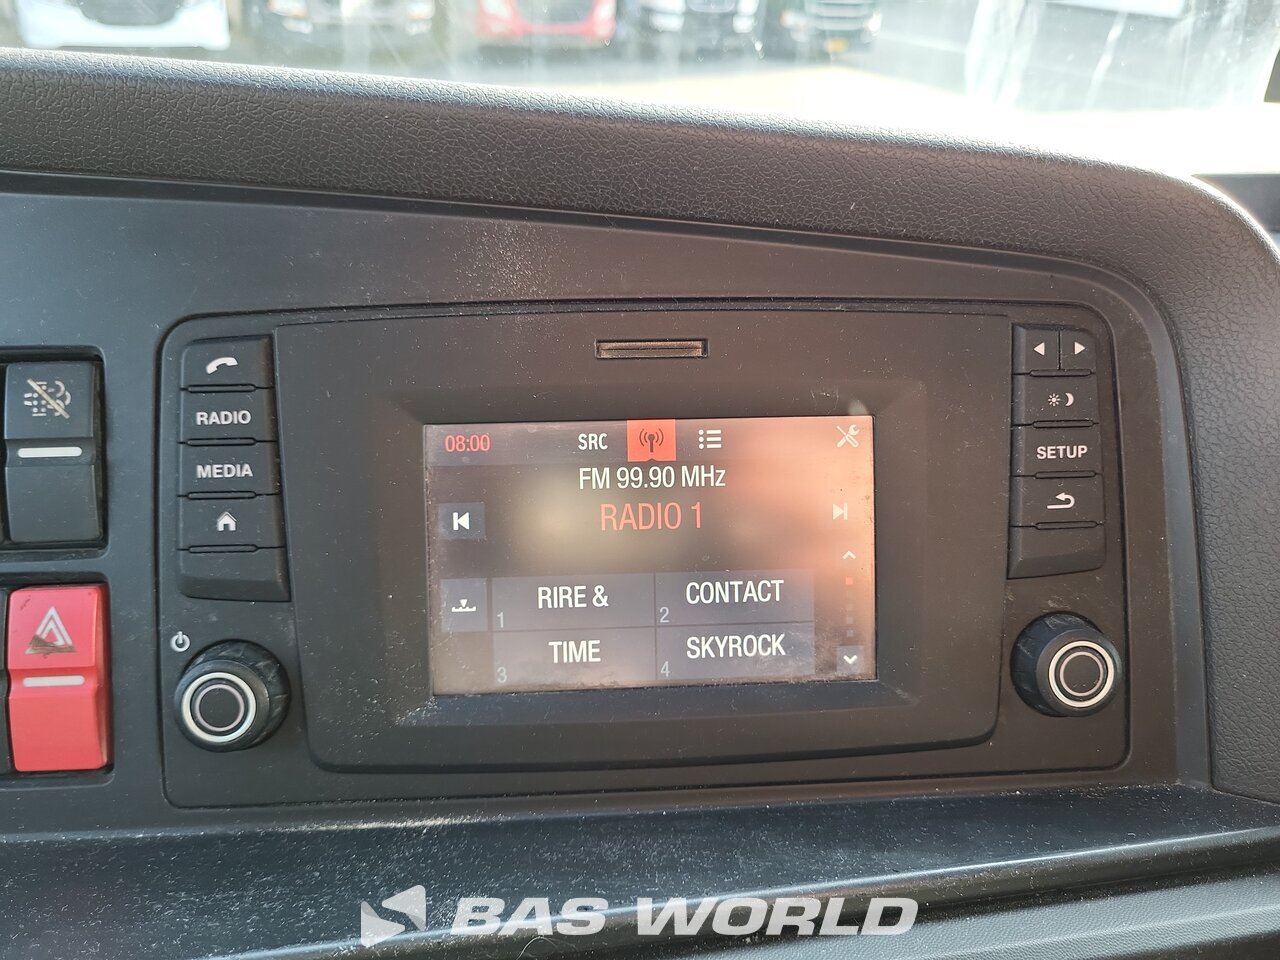 RADIO
MEDIA
SETUP
08:00 SRC
FM 99.90 MHz
RADIO 1
RIRE &
1
CONTACT
2
TIME
3
SKYROCK
4
BAS WORLD